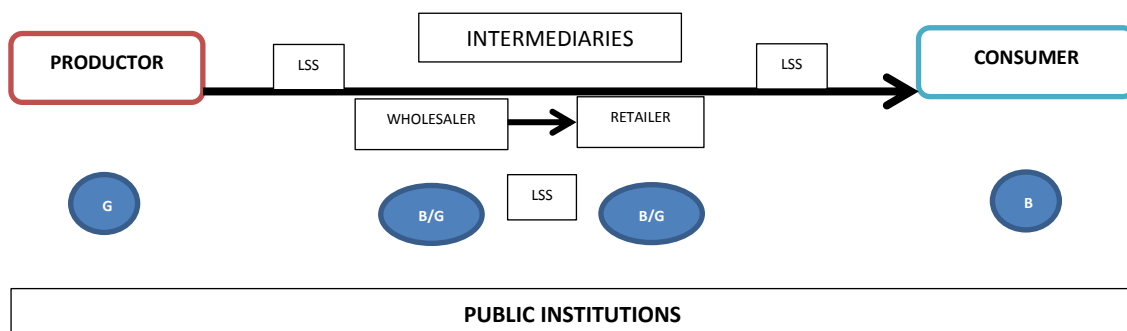 INTERMEDIARIES
PRODUCTOR
LSS
LSS
CONSUMER
WHOLESALER
RETAILER
G
B/G
LSS
B/G
B
PUBLIC INSTITUTIONS